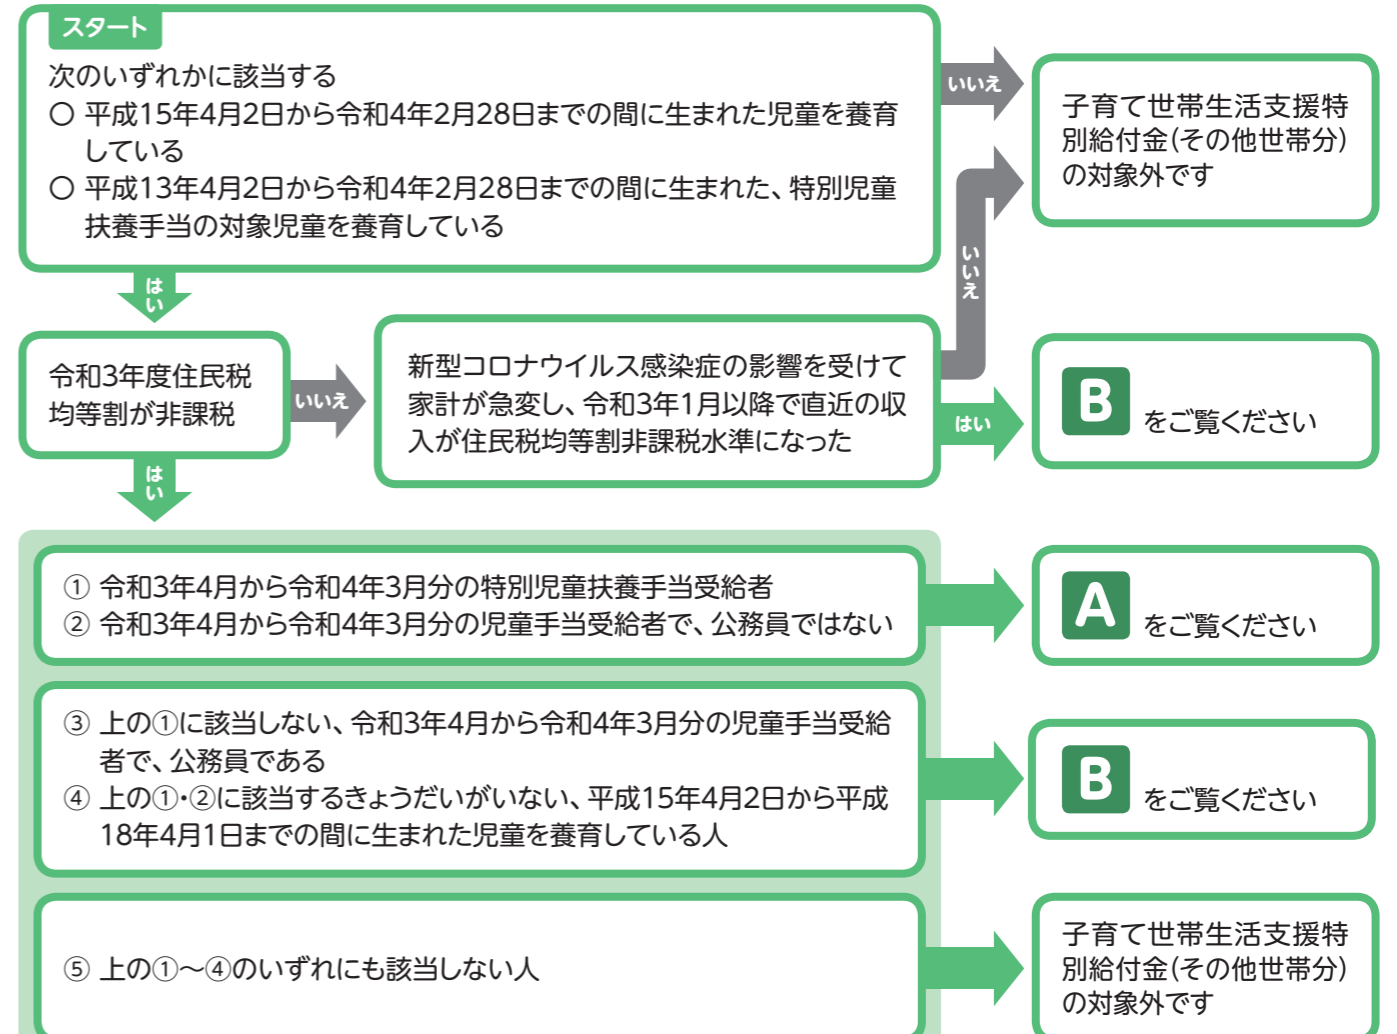 スタート
次のいずれかに該当する
〇 平成15年4月2日から令和4年2月28日までの間に生まれた児童を養育
している
〇 平成13年4月2日から令和4年2月28日までの間に生まれた、特別児童
扶養手当の対象児童を養育している
いいえ
子育て世帯生活支援特
別給付金(その他世帯分)
の対象外です
はい
いいえ
令和3年度住民税
均等割が非課税
いいえ
新型コロナウイルス感染症の影響を受けて
家計が急変し、令和3年1月以降で直近の収
入が住民税均等割非課税水準になった
はい
B をご覧ください
はい
① 令和3年4月から令和4年3月分の特別児童扶養手当受給者
② 令和3年4月から令和4年3月分の児童手当受給者で、公務員ではない
A をご覧ください
③ 上の①に該当しない、令和3年4月から令和4年3月分の児童手当受給
者で、公務員である
④ 上の①・②に該当するきょうだいがいない、平成15年4月2日から平成
18年4月1日までの間に生まれた児童を養育している人
B をご覧ください
⑤ 上の①〜④のいずれにも該当しない人
子育て世帯生活支援特
別給付金(その他世帯分)
の対象外です